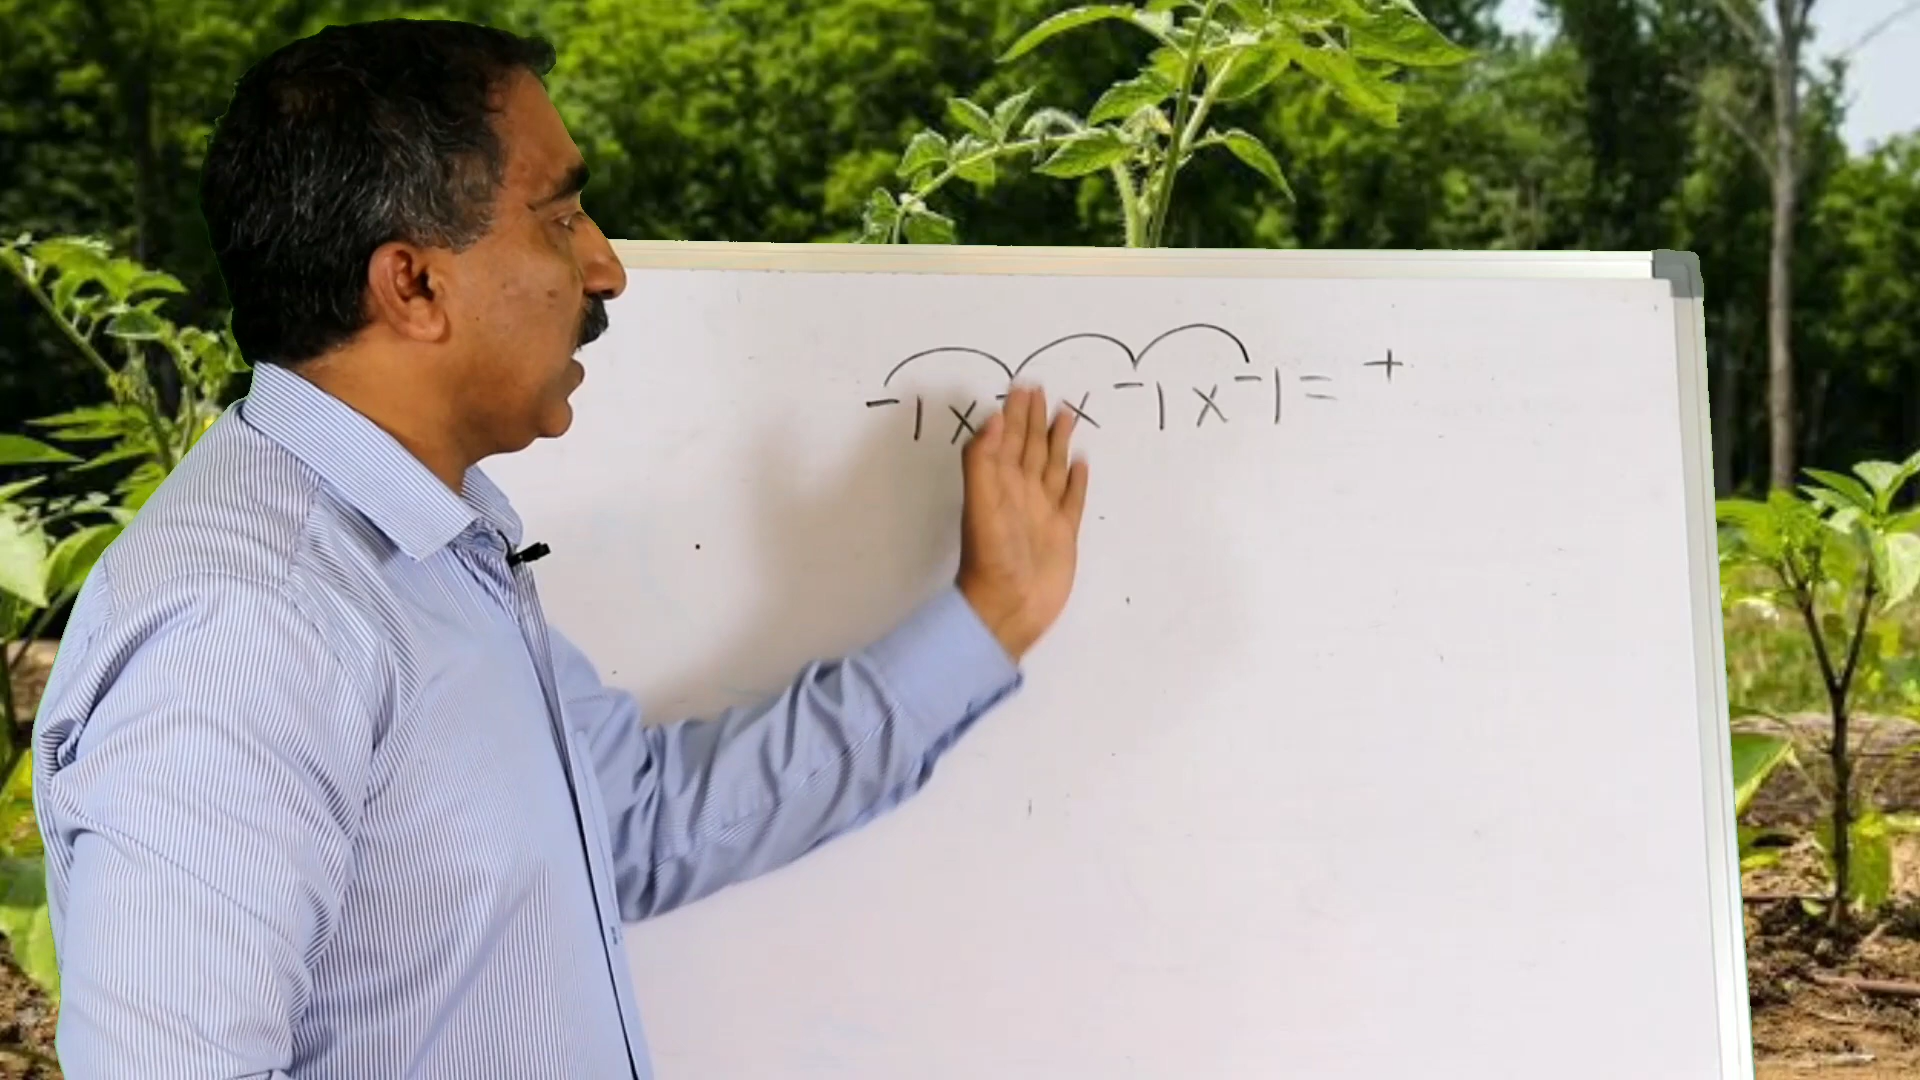 -1 x - x -1 x -1 = +